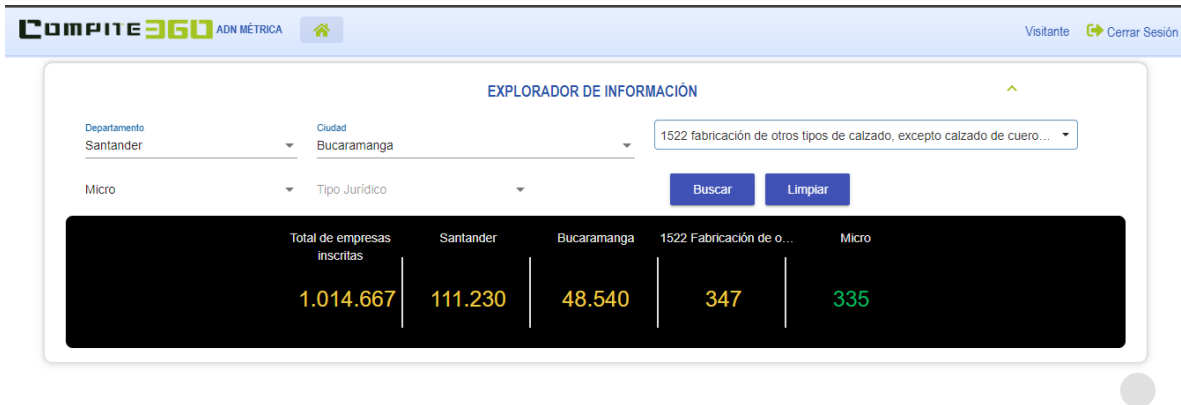 COMPITE360 ADN MÉTRICA
Visitante
Cerrar Sesión
EXPLORADOR DE INFORMACIÓN
Departamento
Santander
Ciudad
Bucaramanga
1522 fabricación de otros tipos de calzado, excepto calzado de cuero...
Micro
Tipo Jurídico
Buscar
Limpiar
Total de empresas
inscritas
Santander
Bucaramanga
1522 Fabricación de o...
Micro
1.014.667
111.230
48.540
347
335